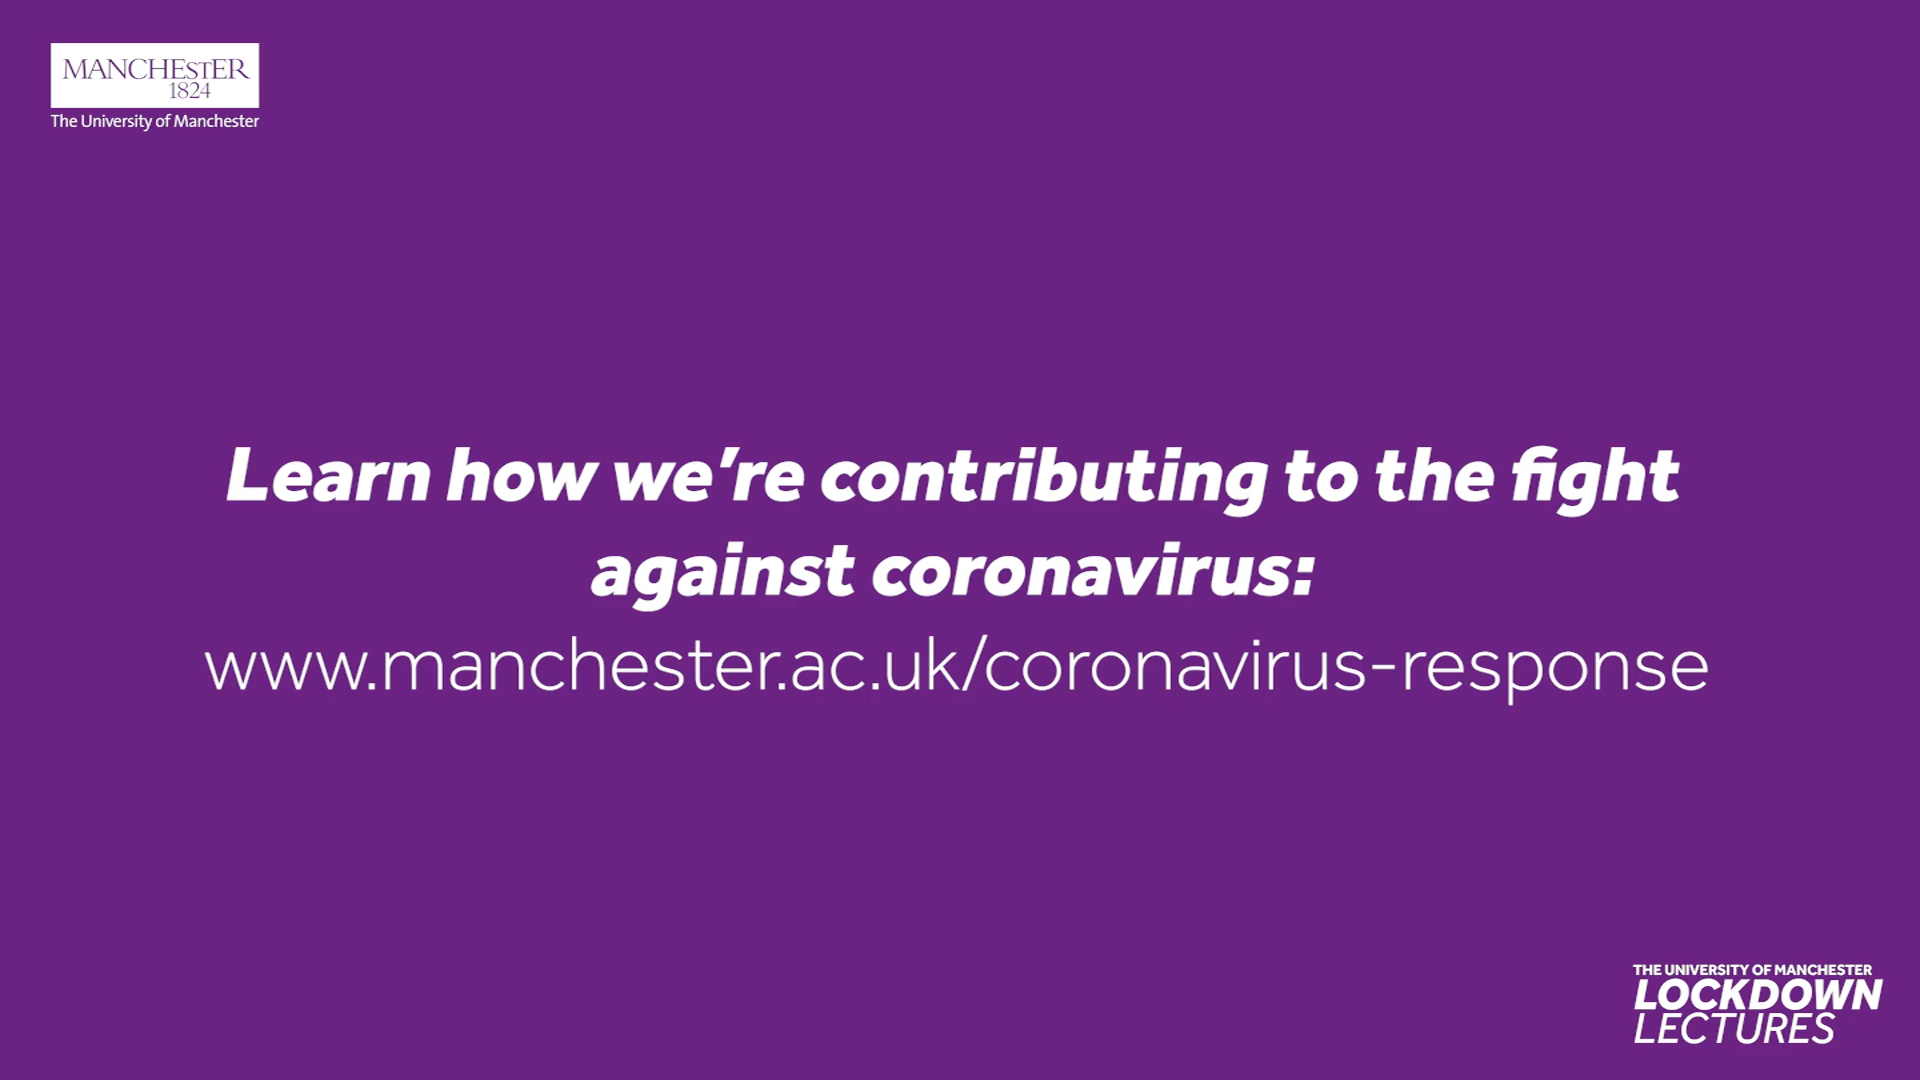 MANCHESTER
1824
The University of Manchester
Learn how we’re contributing to the fight
against coronavirus:
www.manchester.ac.uk/coronavirus-response
THE UNIVERSITY OF MANCHESTER
LOCKDOWN
LECTURES